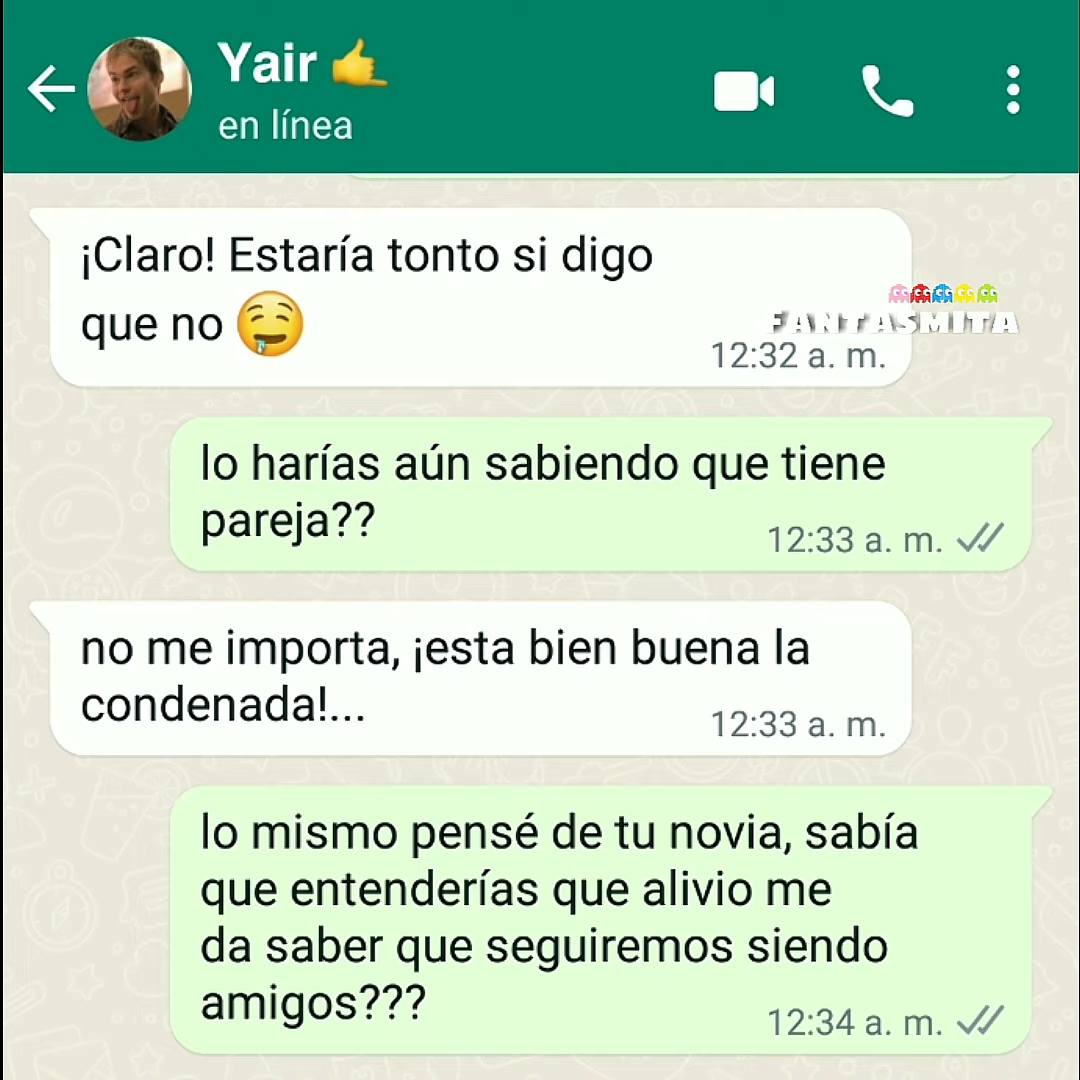 Yair 🤙
en línea
¡Claro! Estaría tonto si digo
que no 🤤
FANTASMITA
12:32 a. m.
lo harías aún sabiendo que tiene
pareja??
12:33 a. m.
no me importa, ¡esta bien buena la
condenada!...
12:33 a. m.
lo mismo pensé de tu novia, sabía
que entenderías que alivio me
da saber que seguiremos siendo
amigos???
12:34 a. m.